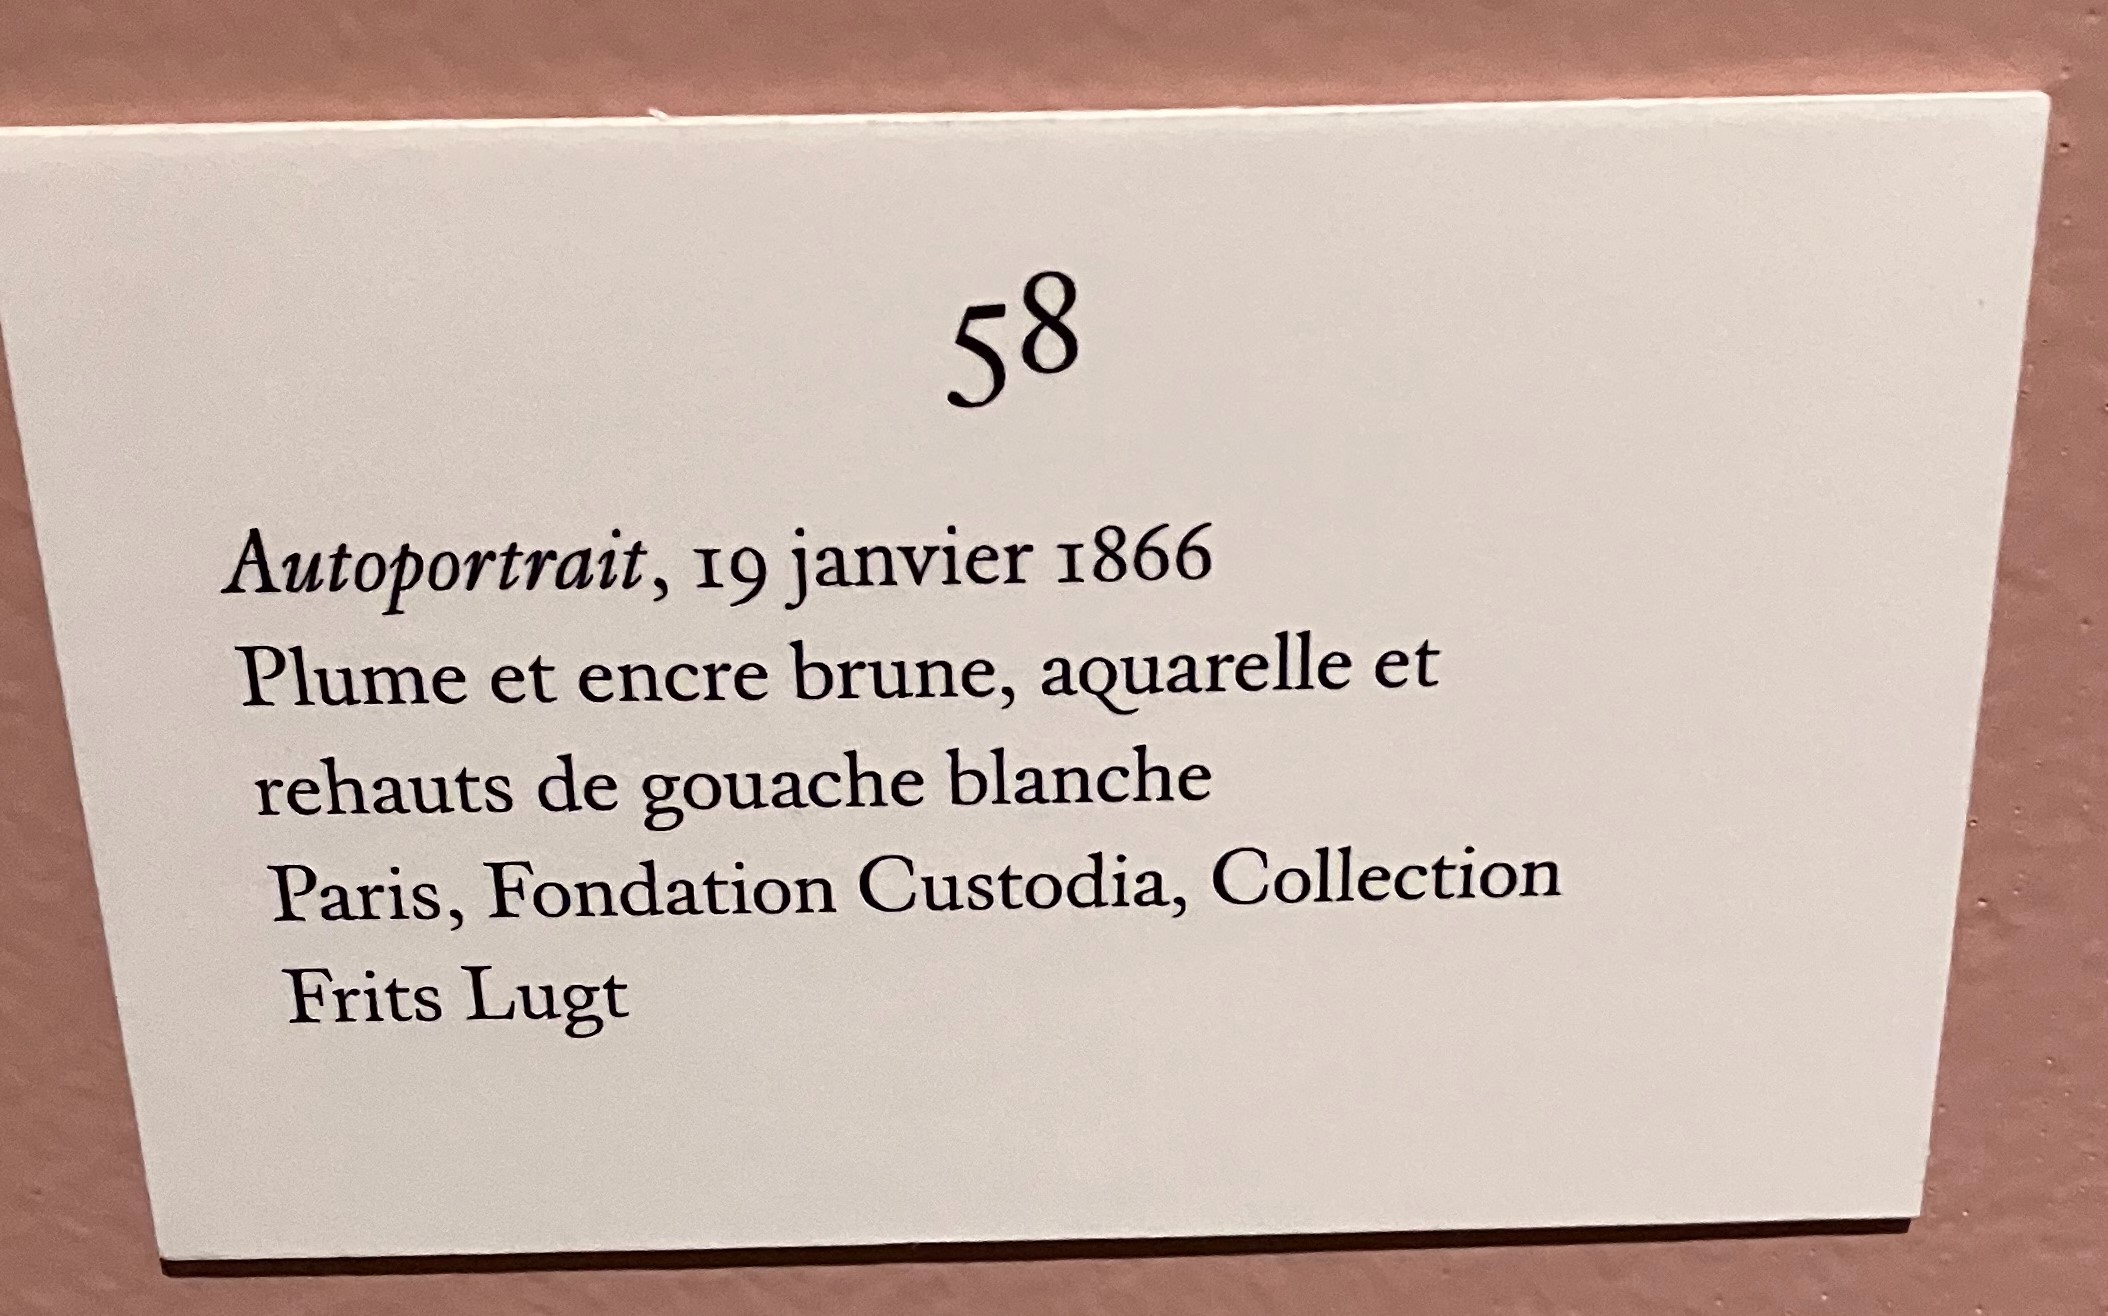 58
Autoportrait, 19 janvier 1866
Plume et encre brune, aquarelle et
rehauts de gouache blanche
Paris, Fondation Custodia, Collection
Frits Lugt